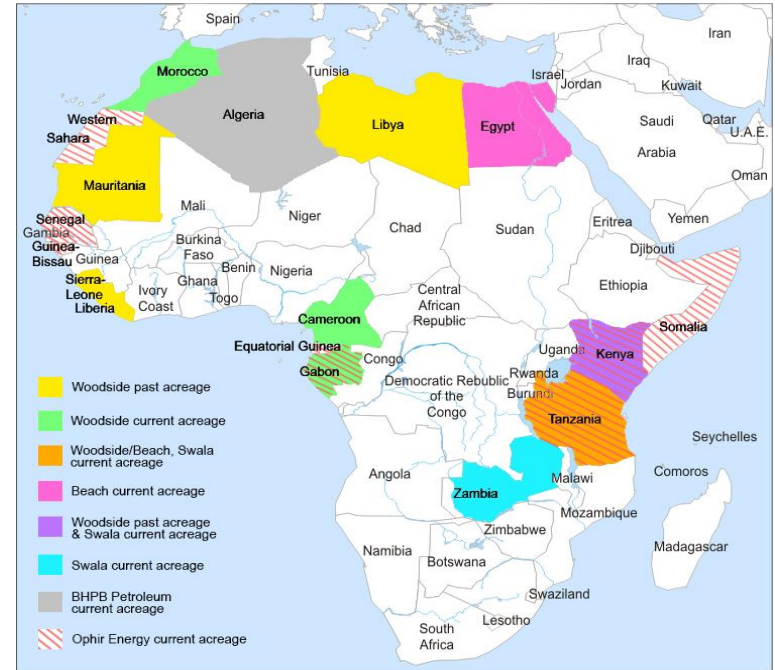 Spain
Iran
Morocco
Tunisia
Israel
Iraq
Jordan
Kuwait
Western
Sahara
Algeria
Libya
Egypt
Saudi
Arabia
Qatar
U.A.E.
Oman
Mauritania
Mali
Niger
Chad
Sudan
Eritrea
Yemen
Senegal
Gambia
Guinea-
Bissau
Guinea
Burkina
Faso
Djibouti
Sierra-
Leone
Liberia
Ivory
Coast
Ghana
Togo
Benin
Nigeria
Central
African
Republic
Ethiopia
Cameroon
Somalia
Equatorial Guinea
Gabon
Congo
Uganda
Kenya
Rwanda
Burundi
Democratic Republic
of the
Congo
Tanzania
Seychelles
Angola
Zambia
Malawi
Comoros
Mozambique
Zimbabwe
Madagascar
Namibia
Botswana
Swaziland
South
Africa
Lesotho
Woodside past acreage
Woodside current acreage
Woodside/Beach, Swala
current acreage
Beach current acreage
Woodside past acreage
& Swala current acreage
Swala current acreage
BHPB Petroleum
current acreage
Ophir Energy current acreage